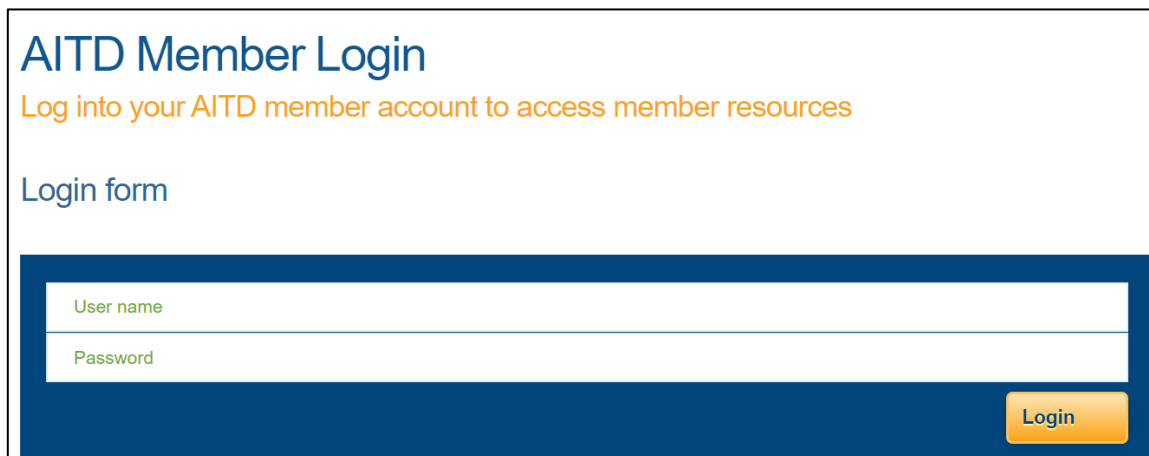 AITD Member Login
Log into your AITD member account to access member resources
Login form
User name
Password
Login